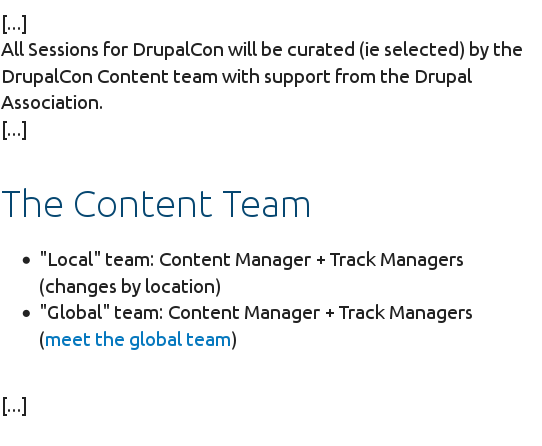 [...]
All Sessions for DrupalCon will be curated (ie selected) by the
DrupalCon Content team with support from the Drupal
Association.
[...]
The Content Team
• "Local" team: Content Manager + Track Managers
(changes by location)
• "Global" team: Content Manager + Track Managers
(meet the global team)
[...]